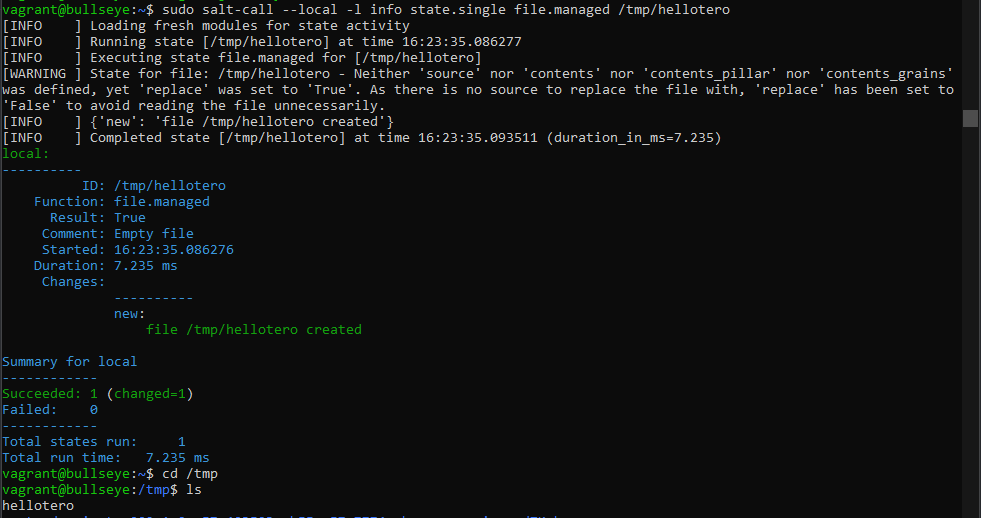 vagrant@bullseye:~$ sudo salt-call --local -l info state.single file.managed /tmp/hellotero
[INFO    ] Loading fresh modules for state activity
[INFO    ] Running state [/tmp/hellotero] at time 16:23:35.086277
[INFO    ] Executing state file.managed for [/tmp/hellotero]
[WARNING ] State for file: /tmp/hellotero - Neither 'source' nor 'contents' nor 'contents_pillar' nor 'contents_grains'
was defined, yet 'replace' was set to 'True'. As there is no source to replace the file with, 'replace' has been set to
'False' to avoid reading the file unnecessarily.
[INFO    ] {'new': 'file /tmp/hellotero created'}
[INFO    ] Completed state [/tmp/hellotero] at time 16:23:35.093511 (duration_in_ms=7.235)
local:
----------
          ID: /tmp/hellotero
    Function: file.managed
      Result: True
     Comment: Empty file
     Started: 16:23:35.086276
    Duration: 7.235 ms
     Changes:
              ----------
              new:
                  file /tmp/hellotero created

Summary for local
------------
Succeeded: 1 (changed=1)
Failed:    0
------------
Total states run:     1
Total run time:   7.235 ms
vagrant@bullseye:~$ cd /tmp
vagrant@bullseye:/tmp$ ls
hellotero